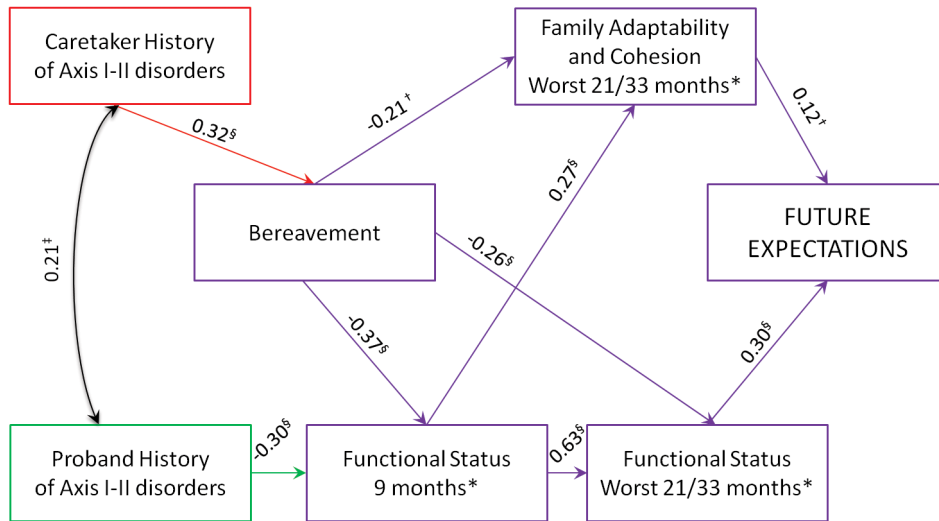 Caretaker History
of Axis I-II disorders
Family Adaptability
and Cohesion
Worst 21/33 months*
-0.21†
0.12†
0.32§
0.27§
Bereavement
FUTURE
EXPECTATIONS
0.21‡
-0.26§
-0.37§
0.30§
Proband History
of Axis I-II disorders
-0.30§
Functional Status
9 months*
0.63§
Functional Status
Worst 21/33 months*